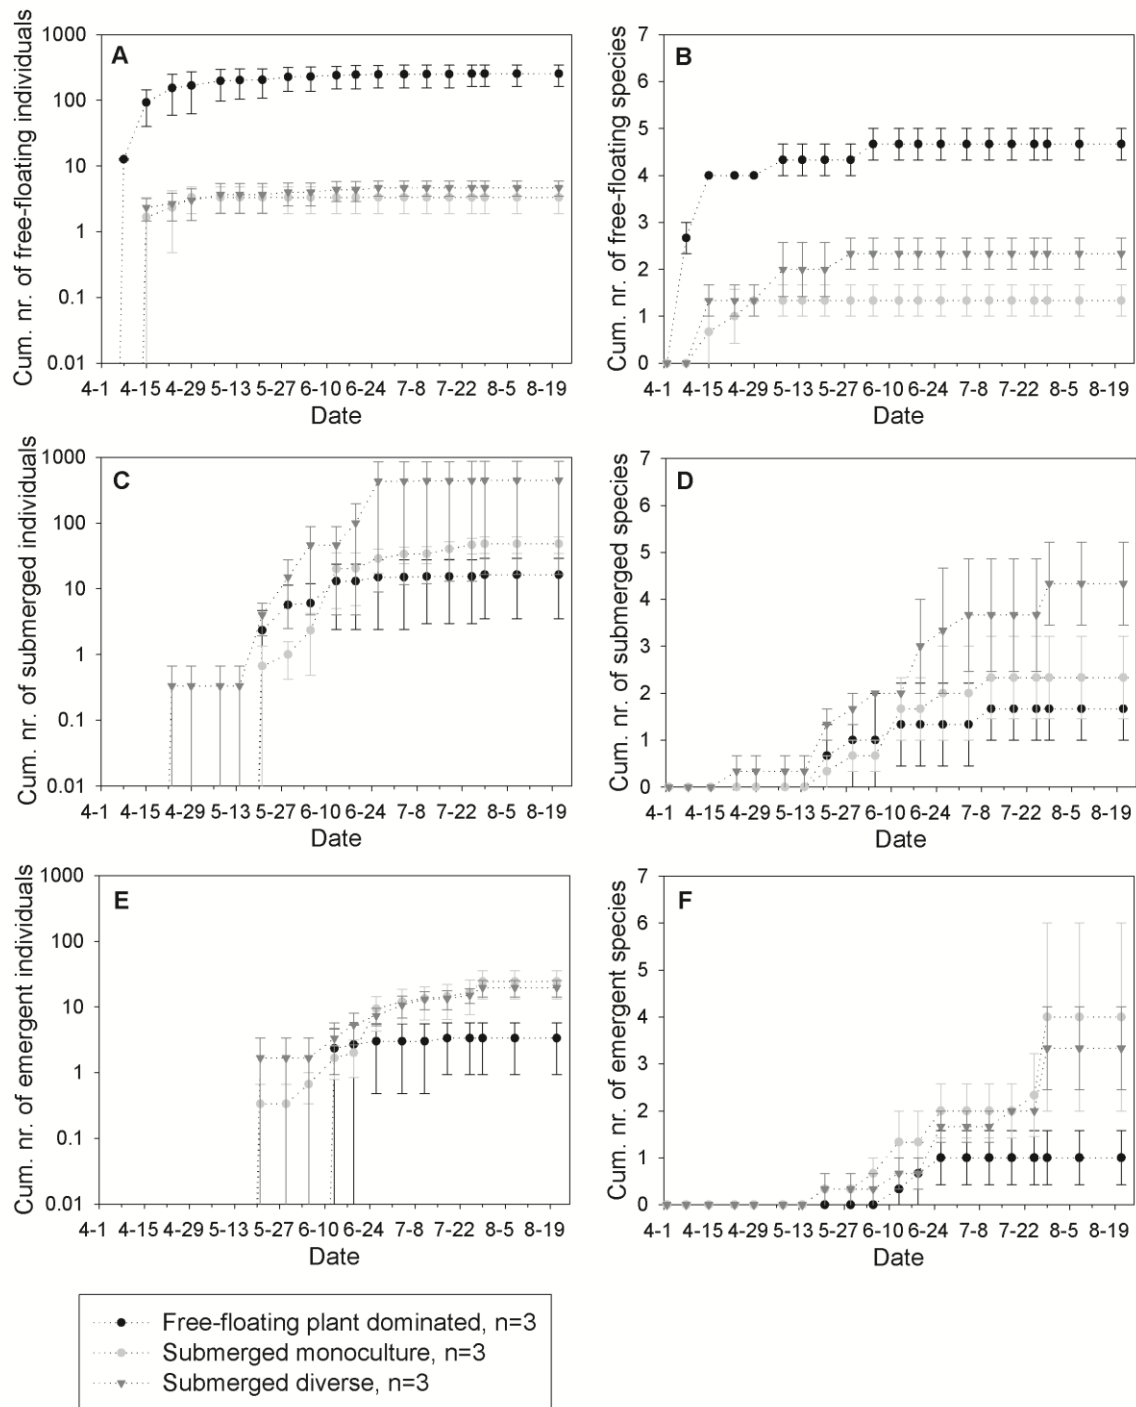 Cum. nr. of free-floating individuals
A
1000
100
10
1
0.1
0.01
4-1 4-15 4-29 5-13 5-27 6-10 6-24 7-8 7-22 8-5 8-19
Date
Cum. nr. of free-floating species
B
7
6
5
4
3
2
1
0
4-1 4-15 4-29 5-13 5-27 6-10 6-24 7-8 7-22 8-5 8-19
Date
Cum. nr. of submerged individuals
C
1000
100
10
1
0.1
0.01
4-1 4-15 4-29 5-13 5-27 6-10 6-24 7-8 7-22 8-5 8-19
Date
Cum. nr. of submerged species
D
7
6
5
4
3
2
1
0
4-1 4-15 4-29 5-13 5-27 6-10 6-24 7-8 7-22 8-5 8-19
Date
Cum. nr. of emergent individuals
E
1000
100
10
1
0.1
0.01
4-1 4-15 4-29 5-13 5-27 6-10 6-24 7-8 7-22 8-5 8-19
Date
Cum. nr. of emergent species
F
7
6
5
4
3
2
1
0
4-1 4-15 4-29 5-13 5-27 6-10 6-24 7-8 7-22 8-5 8-19
Date
Free-floating plant dominated, n=3
Submerged monoculture, n=3
Submerged diverse, n=3